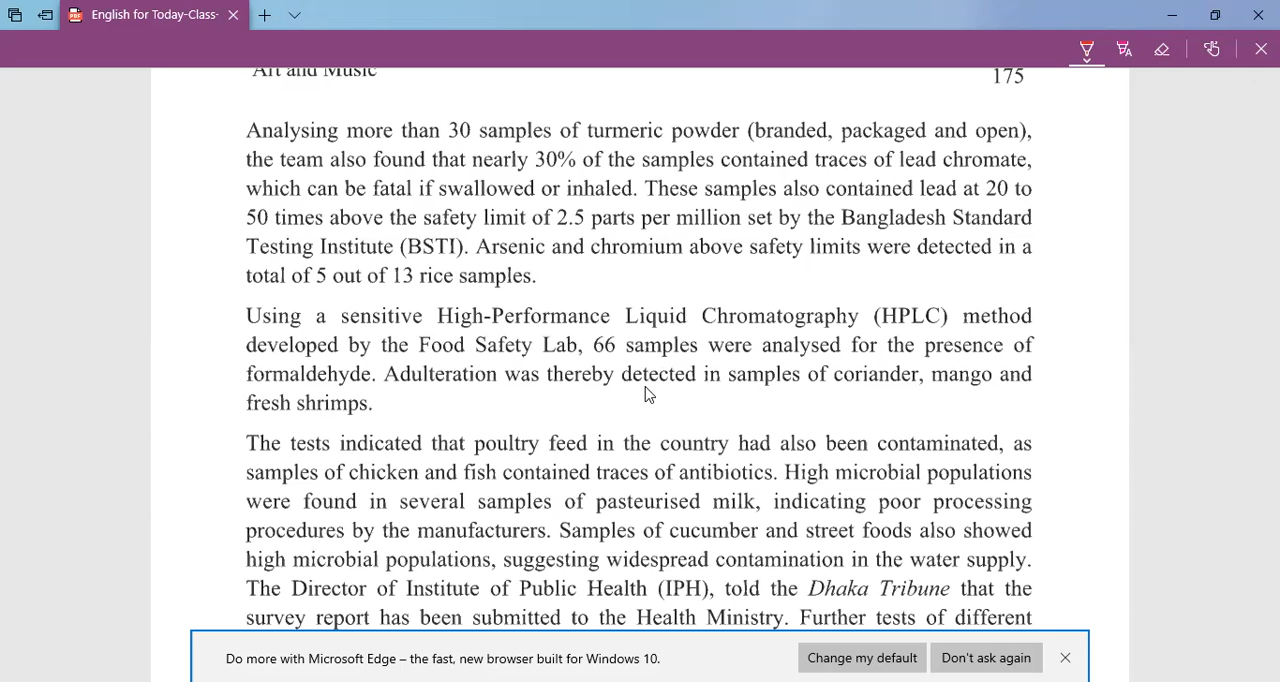 English for Today-Class-
Art and Music
175
Analysing more than 30 samples of turmeric powder (branded, packaged and open),
the team also found that nearly 30% of the samples contained traces of lead chromate,
which can be fatal if swallowed or inhaled. These samples also contained lead at 20 to
50 times above the safety limit of 2.5 parts per million set by the Bangladesh Standard
Testing Institute (BSTI). Arsenic and chromium above safety limits were detected in a
total of 5 out of 13 rice samples.
Using a sensitive High-Performance Liquid Chromatography (HPLC) method
developed by the Food Safety Lab, 66 samples were analysed for the presence of
formaldehyde. Adulteration was thereby detected in samples of coriander, mango and
fresh shrimps.
The tests indicated that poultry feed in the country had also been contaminated, as
samples of chicken and fish contained traces of antibiotics. High microbial populations
were found in several samples of pasteurised milk, indicating poor processing
procedures by the manufacturers. Samples of cucumber and street foods also showed
high microbial populations, suggesting widespread contamination in the water supply.
The Director of Institute of Public Health (IPH), told the Dhaka Tribune that the
survey report has been submitted to the Health Ministry. Further tests of different
Do more with Microsoft Edge – the fast, new browser built for Windows 10.
Change my default
Don't ask again